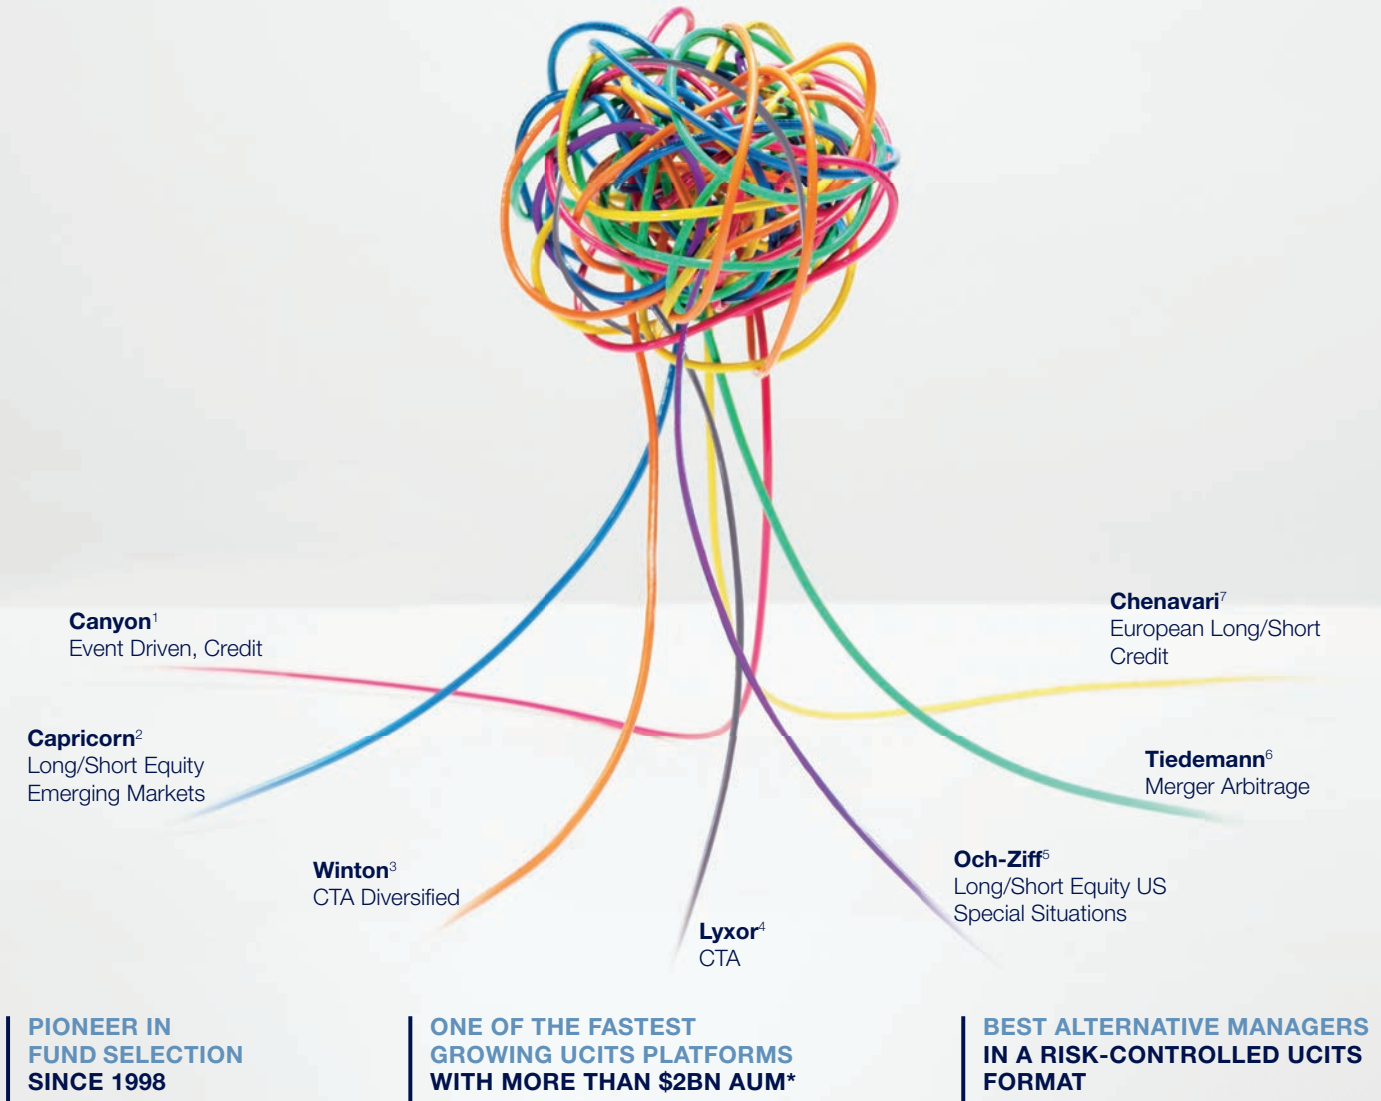 Canyon¹
Event Driven, Credit
Capricorn²
Long/Short Equity
Emerging Markets
Winton³
CTA Diversified
Lyxor⁴
CTA
Och-Ziff⁵
Long/Short Equity US
Special Situations
Tiedemann⁶
Merger Arbitrage
Chenavari⁷
European Long/Short
Credit
PIONEER IN
FUND SELECTION
SINCE 1998
ONE OF THE FASTEST
GROWING UCITS PLATFORMS
WITH MORE THAN $2BN AUM*
BEST ALTERNATIVE MANAGERS
IN A RISK-CONTROLLED UCITS
FORMAT